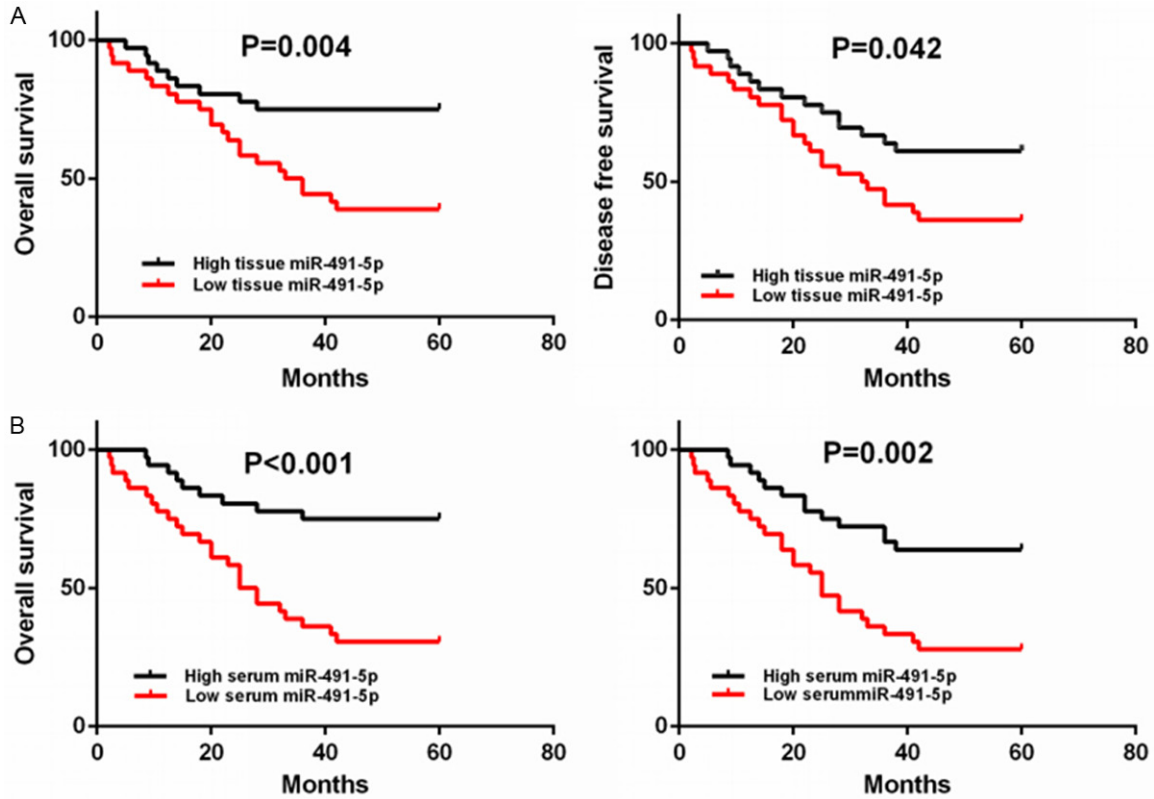 A
P=0.004
100
50
0
Overall survival
High tissue miR-491-5p
Low tissue miR-491-5p
0 20 40 60 80
Months
P=0.042
100
50
0
Disease free survival
High tissue miR-491-5p
Low tissue miR-491-5p
0 20 40 60 80
Months
B
P<0.001
100
50
0
Overall survival
High serum miR-491-5p
Low serum miR-491-5p
0 20 40 60 80
Months
P=0.002
100
50
0
High serum miR-491-5p
Low serummiR-491-5p
0 20 40 60 80
Months